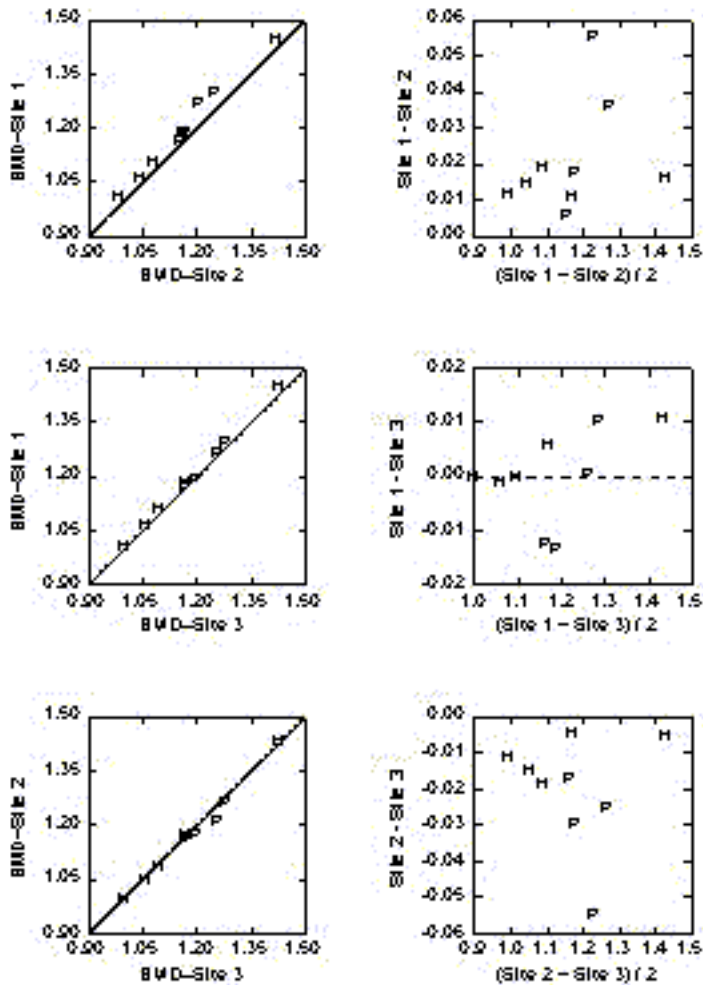 BMD-Site 1
1.50
1.35
1.20
1.05
0.90
H
P
P
H
H
H
0.90 1.05 1.20 1.35 1.50
BMD-Site 2
Site 1 - Site 2
0.06
0.05
0.04
0.03
0.02
0.01
0.00
P
P
H
P
H
H
H
H
P
0.9 1.0 1.1 1.2 1.3 1.4 1.5
(Site 1 - Site 2) / 2
BMD-Site 1
1.50
1.35
1.20
1.05
0.90
H
P
P
H
H
H
0.90 1.05 1.20 1.35 1.50
BMD-Site 3
Site 1 - Site 3
0.02
0.01
0.00
-0.01
-0.02
P H
H
H H H P
P P
1.0 1.1 1.2 1.3 1.4 1.5
(Site 1 - Site 3) / 2
BMD-Site 2
1.50
1.35
1.20
1.05
0.90
H
P
P
P
H
H
H
0.90 1.05 1.20 1.35 1.50
BMD-Site 3
Site 2 - Site 3
0.00
-0.01
-0.02
-0.03
-0.04
-0.05
-0.06
H H
H
H
H P
P
P
P
0.9 1.0 1.1 1.2 1.3 1.4 1.5
(Site 2 - Site 3) / 2